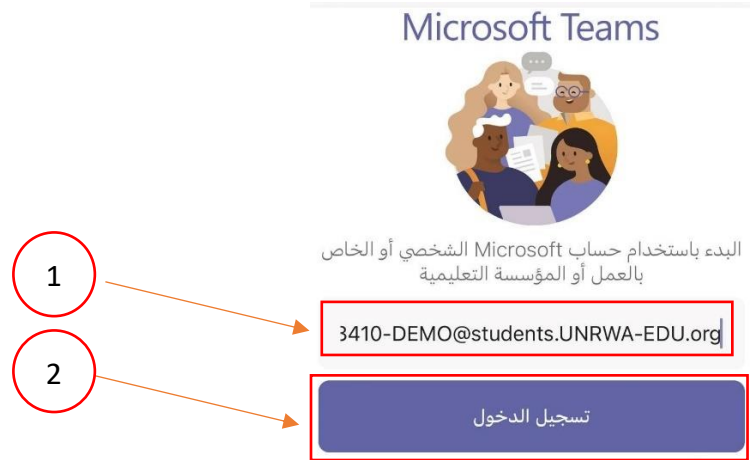 Microsoft Teams
البدء باستخدام حساب Microsoft الشخصي أو الخاص
بالعمل أو المؤسسة التعليمية
1
3410-DEMO@students.UNRWA-EDU.org
2
تسجيل الدخول